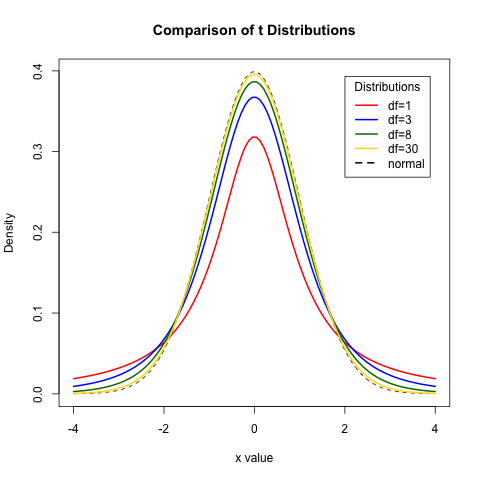 Comparison of t Distributions
Distributions
df=1
df=3
df=8
df=30
normal
Density
0.4
0.3
0.2
0.1
0.0
-4 -2 0 2 4
x value